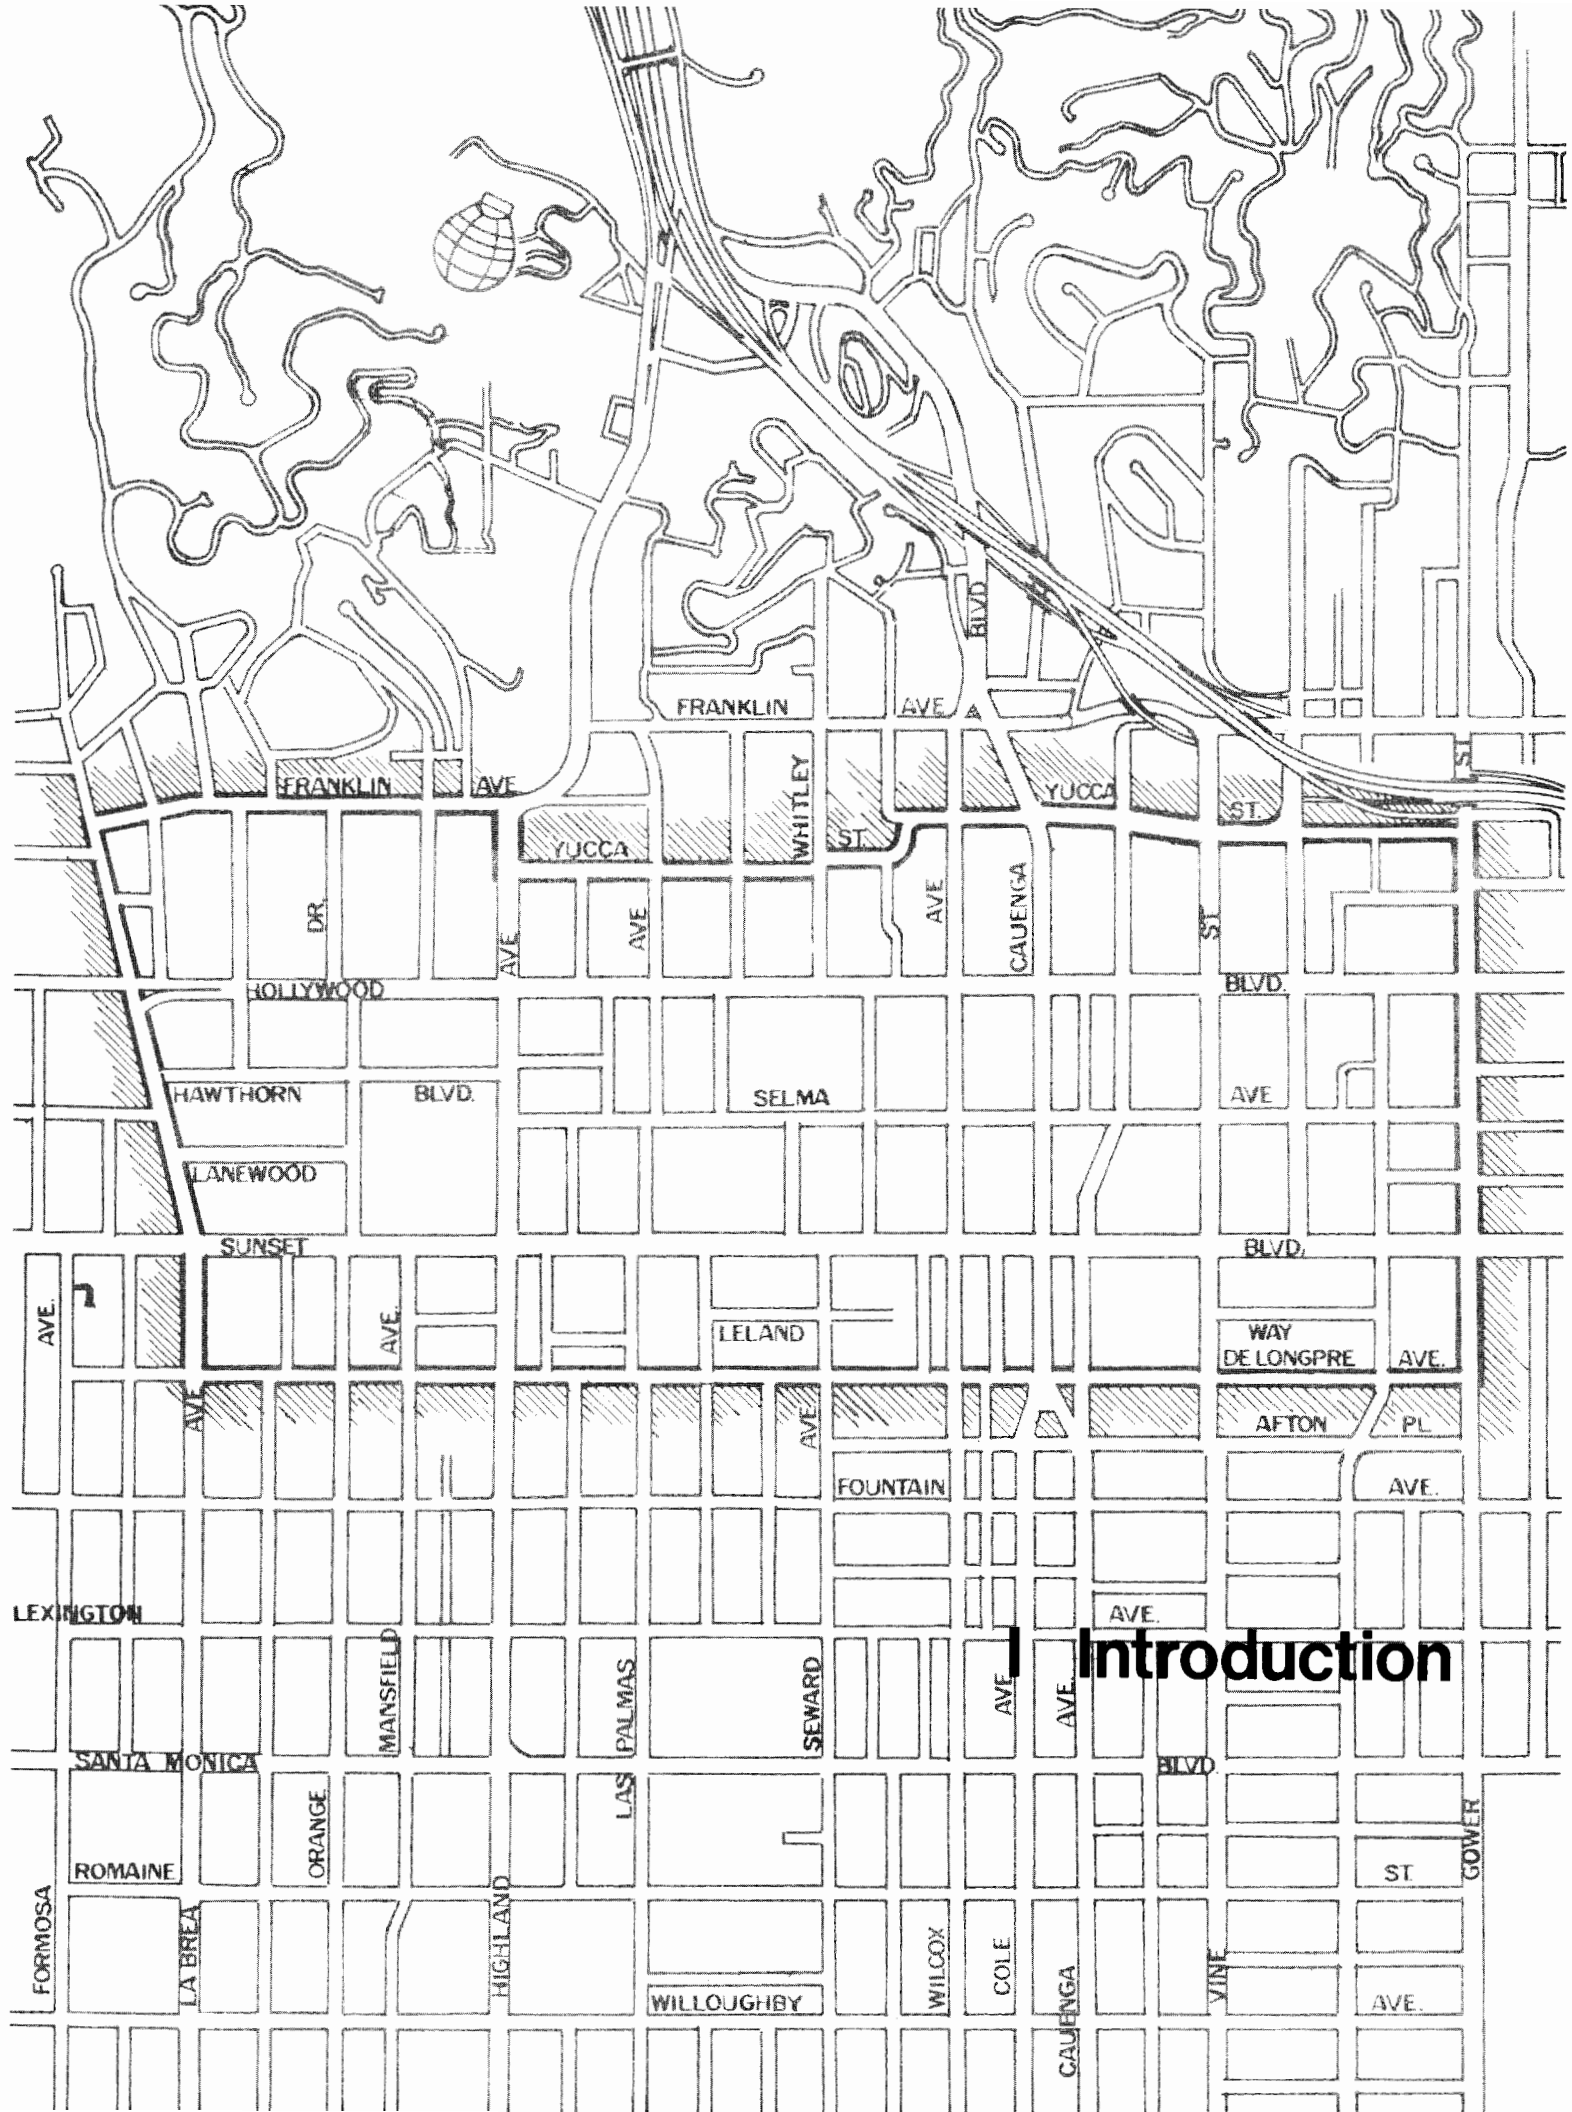 BLVD.
FRANKLIN AVE
ST.
WHITLEY
FRANKLIN AVE
YUCCA ST.
YUCCA ST.
DR.
AVE
AVE
AVE
CAUENGA
ST.
HOLLYWOOD BLVD.
HAWTHORN BLVD.
SELMA AVE
LANEWOOD
SUNSET BLVD.
AVE.
AVE.
LELAND WAY
DE LONGPRE AVE.
AVE
AVE.
AFTON PL.
FOUNTAIN AVE.
LEXINGTON AVE.
I Introduction
MANSFIELD
PALMAS
SEWARD
AVE.
AVE.
SANTA MONICA BLVD.
ORANGE
LAS
GOWER
ROMAINE ST.
FORMOSA
LA BREA
HIGHLAND
WILCOX
COLE
CAUENGA
VINE
WILLOUGHBY AVE.